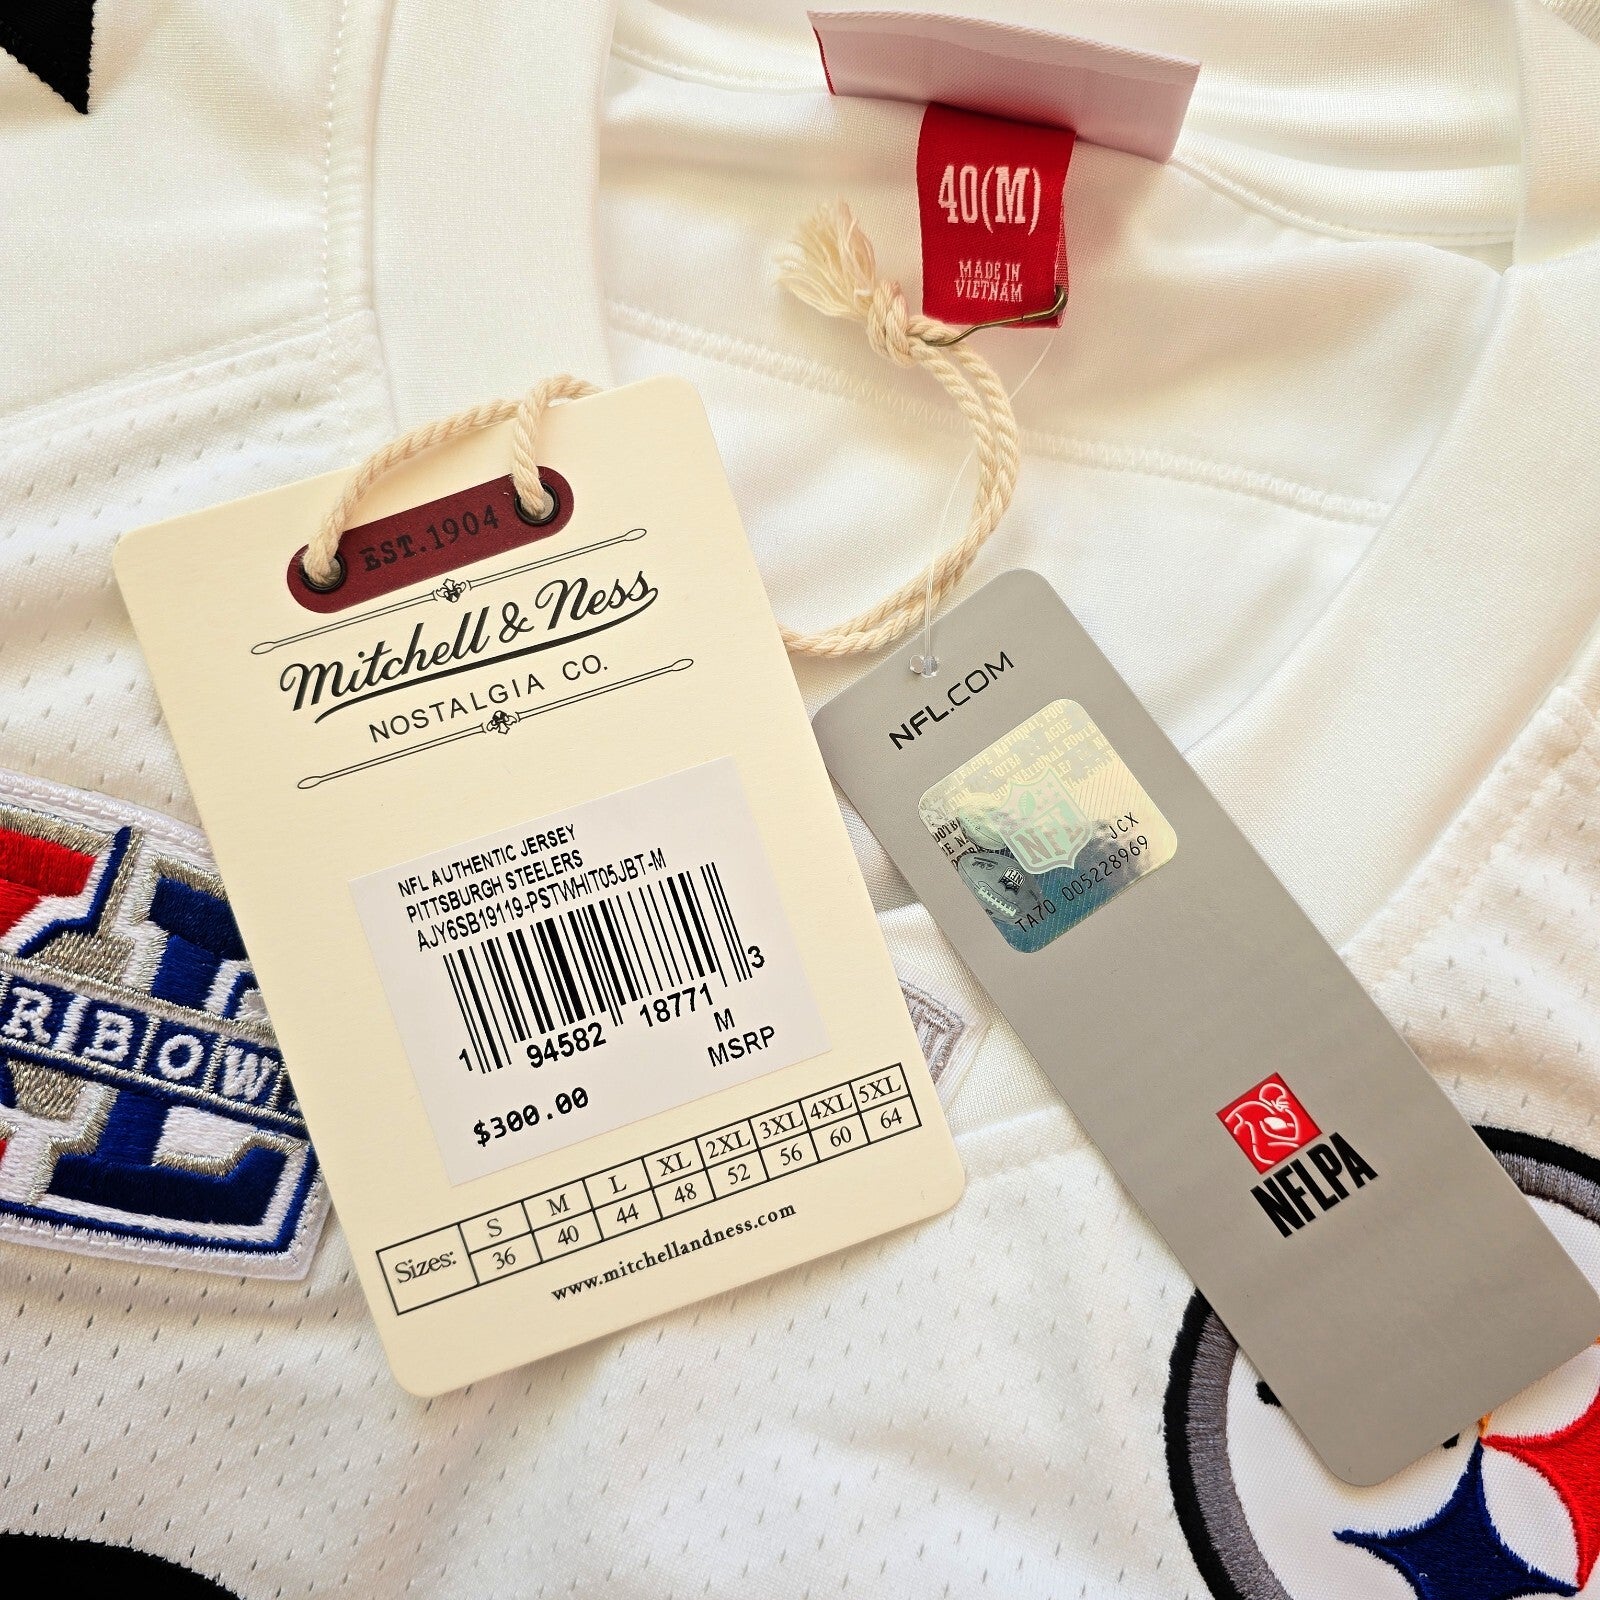 40(M)
MADE IN
VIETNAM
EST. 1904
Mitchell & Ness
NOSTALGIA CO.
NFL AUTHENTIC JERSEY
PITTSBURGH STEELERS
AJY6SB19119-PSTWHIT05JBT-M
1 94582 18771 3
M
MSRP
$300.00
Sizes: S M L XL 2XL 3XL 4XL 5XL
36 40 44 48 52 56 60 64
www.mitchellandness.com
NFL.COM
NFL
JCX
TA70 005228969
NFLPA
RBOW